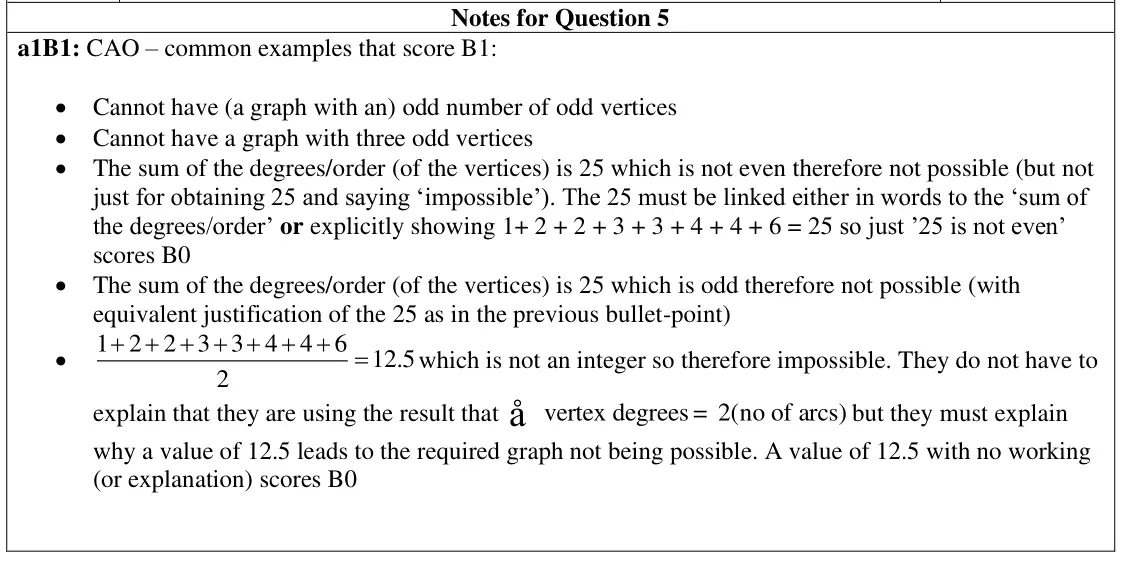 Notes for Question 5
a1B1: CAO – common examples that score B1:
• Cannot have (a graph with an) odd number of odd vertices
• Cannot have a graph with three odd vertices
• The sum of the degrees/order (of the vertices) is 25 which is not even therefore not possible (but not
just for obtaining 25 and saying ‘impossible’). The 25 must be linked either in words to the ‘sum of
the degrees/order’ or explicitly showing 1+ 2 + 2 + 3 + 3 + 4 + 4 + 6 = 25 so just ’25 is not even’
scores B0
• The sum of the degrees/order (of the vertices) is 25 which is odd therefore not possible (with
equivalent justification of the 25 as in the previous bullet-point)
• (1+2+2+3+3+4+4+6)/2 = 12.5 which is not an integer so therefore impossible. They do not have to
explain that they are using the result that å vertex degrees = 2(no of arcs) but they must explain
why a value of 12.5 leads to the required graph not being possible. A value of 12.5 with no working
(or explanation) scores B0